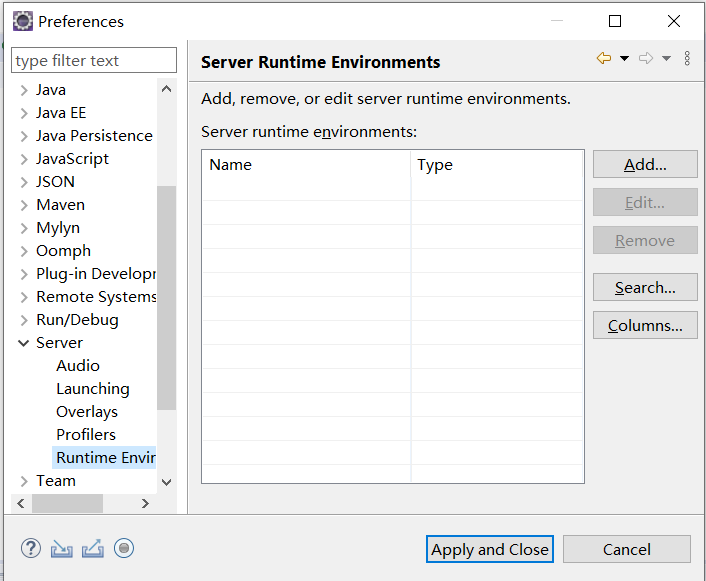 Preferences
type filter text
Java
Java EE
Java Persistence
JavaScript
JSON
Maven
Mylyn
Oomph
Plug-in Developr
Remote Systems
Run/Debug
Server
Audio
Launching
Overlays
Profilers
Runtime Envir
Team
Server Runtime Environments
Add, remove, or edit server runtime environments.
Server runtime environments:
Name Type
Add...
Edit...
Remove
Search...
Columns...
Apply and Close
Cancel